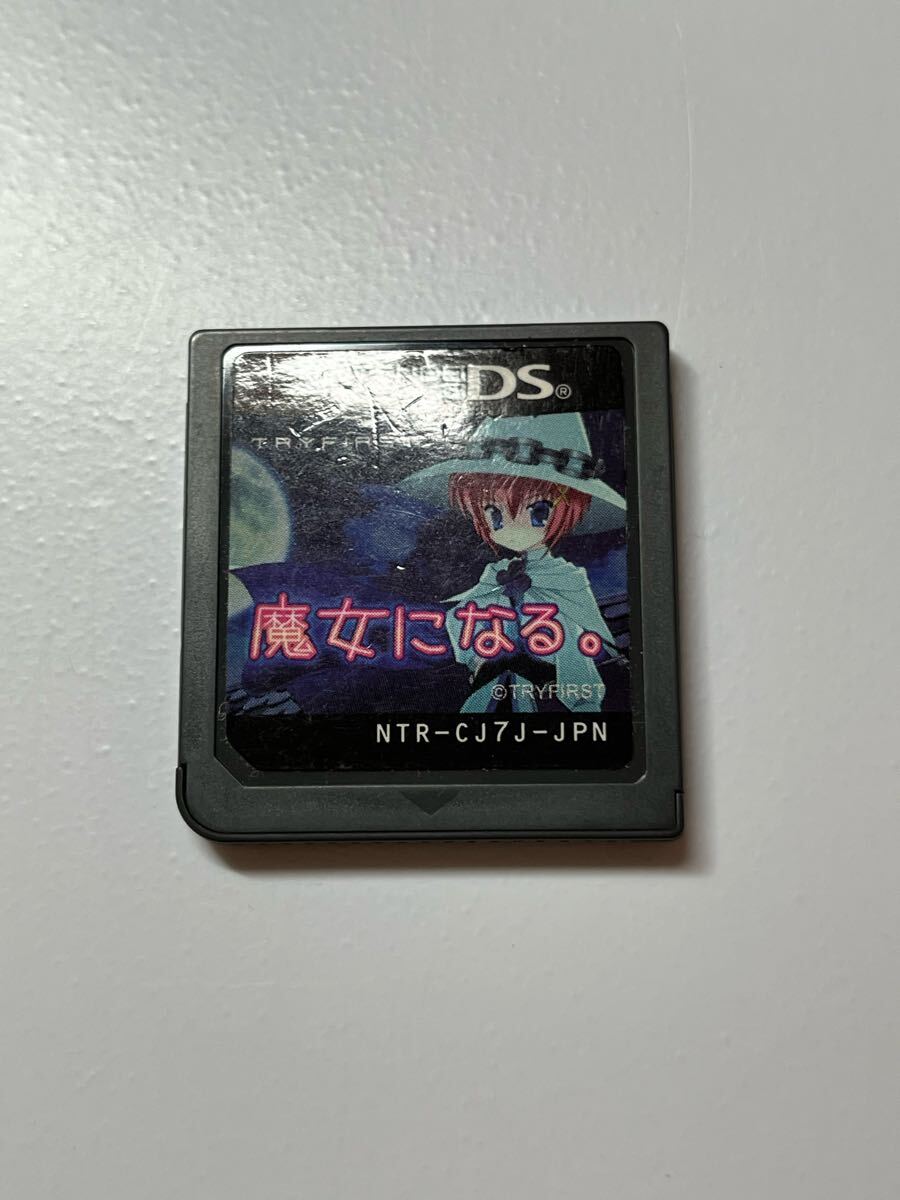 DS®
TRYFIRST
魔女になる。
©TRYFIRST
NTR-CJ7J-JPN